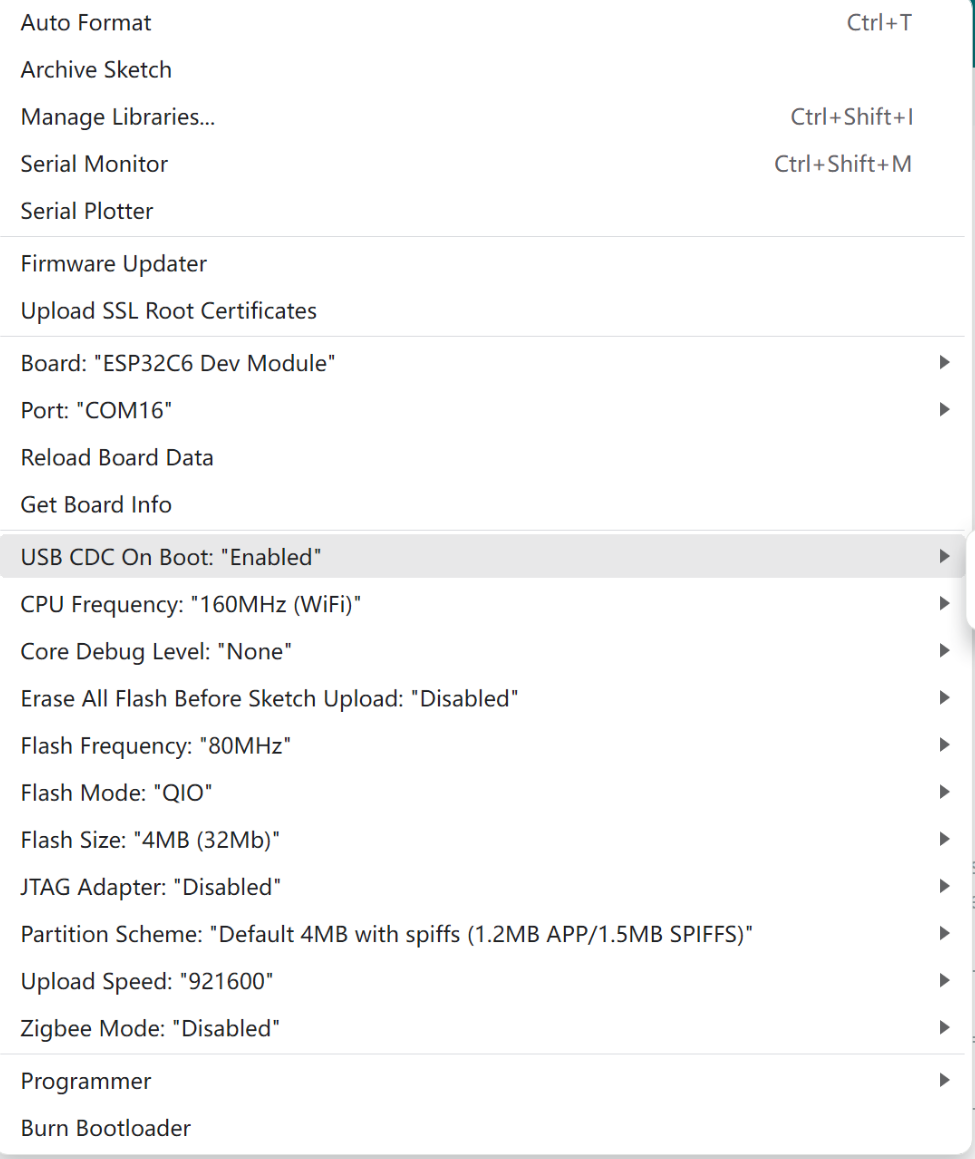 Auto Format Ctrl+T
Archive Sketch
Manage Libraries... Ctrl+Shift+I
Serial Monitor Ctrl+Shift+M
Serial Plotter
Firmware Updater
Upload SSL Root Certificates
Board: "ESP32C6 Dev Module"
Port: "COM16"
Reload Board Data
Get Board Info
USB CDC On Boot: "Enabled"
CPU Frequency: "160MHz (WiFi)"
Core Debug Level: "None"
Erase All Flash Before Sketch Upload: "Disabled"
Flash Frequency: "80MHz"
Flash Mode: "QIO"
Flash Size: "4MB (32Mb)"
JTAG Adapter: "Disabled"
Partition Scheme: "Default 4MB with spiffs (1.2MB APP/1.5MB SPIFFS)"
Upload Speed: "921600"
Zigbee Mode: "Disabled"
Programmer
Burn Bootloader